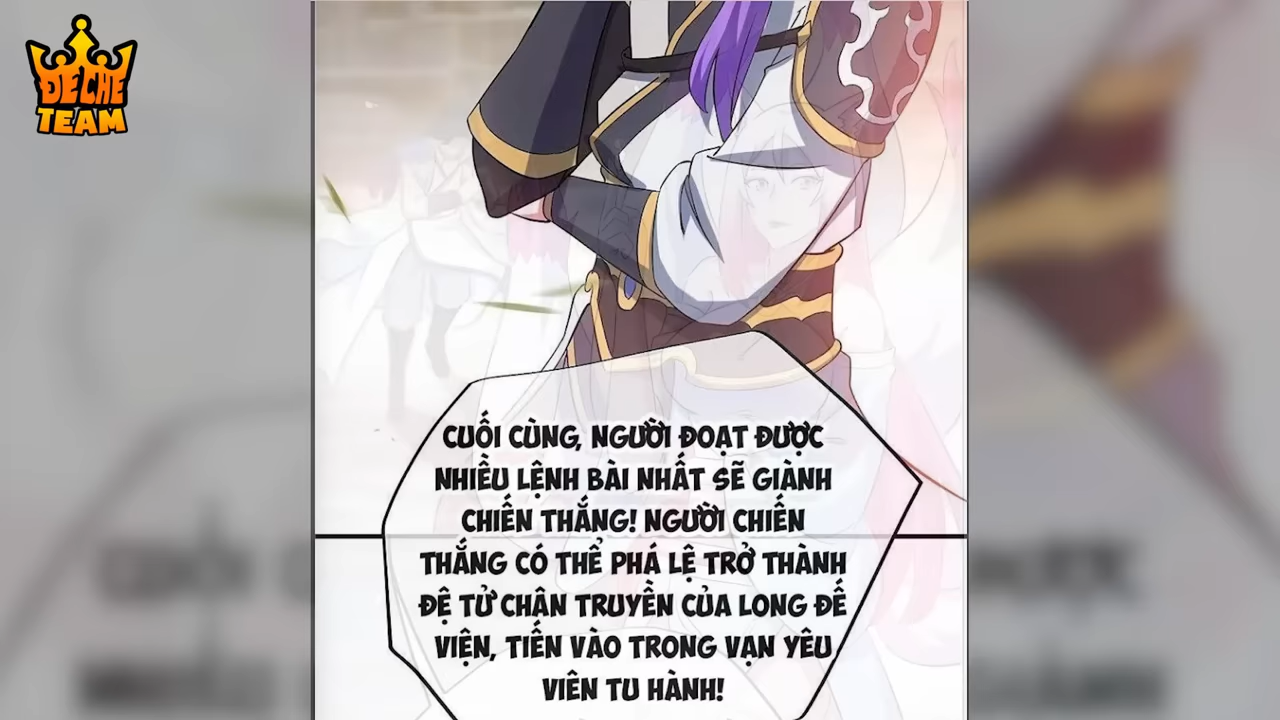 ĐẾ CHẾ
TEAM
CUỐI CÙNG, NGƯỜI ĐOẠT ĐƯỢC
NHIỀU LỆNH BÀI NHẤT SẼ GIÀNH
CHIẾN THẮNG! NGƯỜI CHIẾN
THẮNG CÓ THỂ PHÁ LỆ TRỞ THÀNH
ĐỆ TỬ CHÂN TRUYỀN CỦA LONG ĐẾ
VIỆN, TIẾN VÀO TRONG VẠN YÊU
VIÊN TU HÀNH!